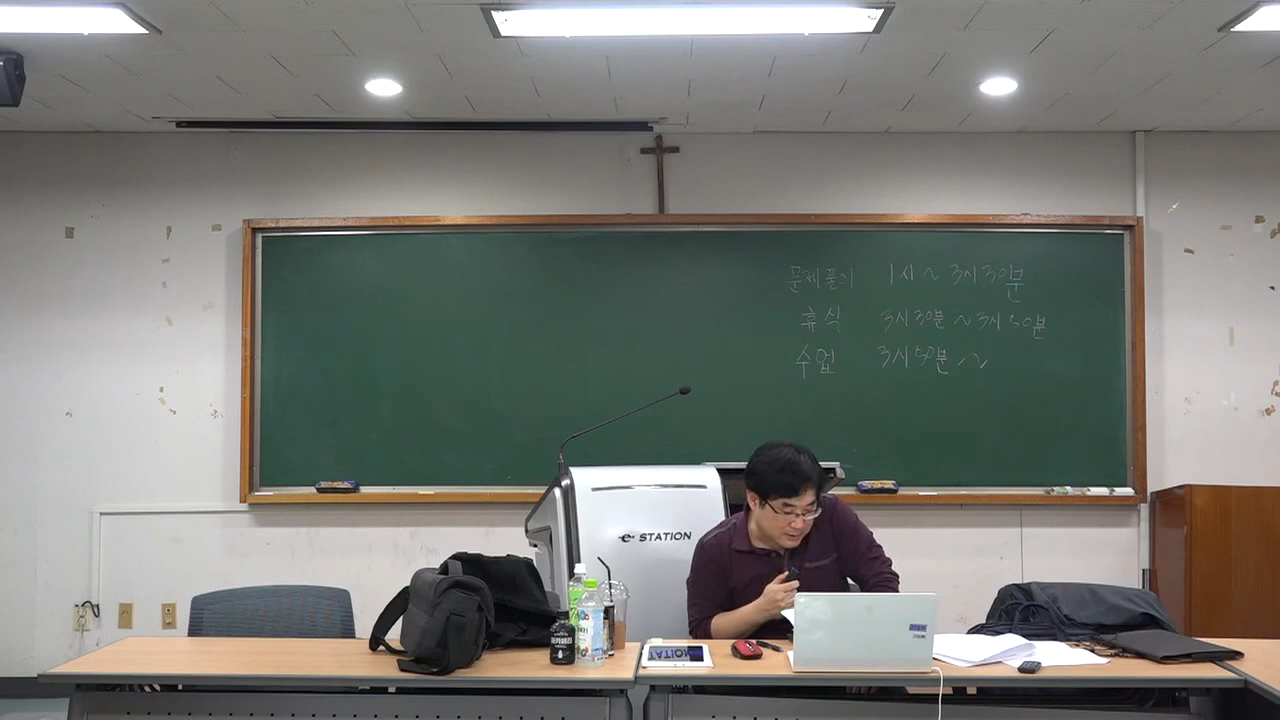 문제풀이 1시 ~ 3시 30분
휴식 3시 30분 ~ 3시 50분
수업 3시 50분 ~
e-STATION